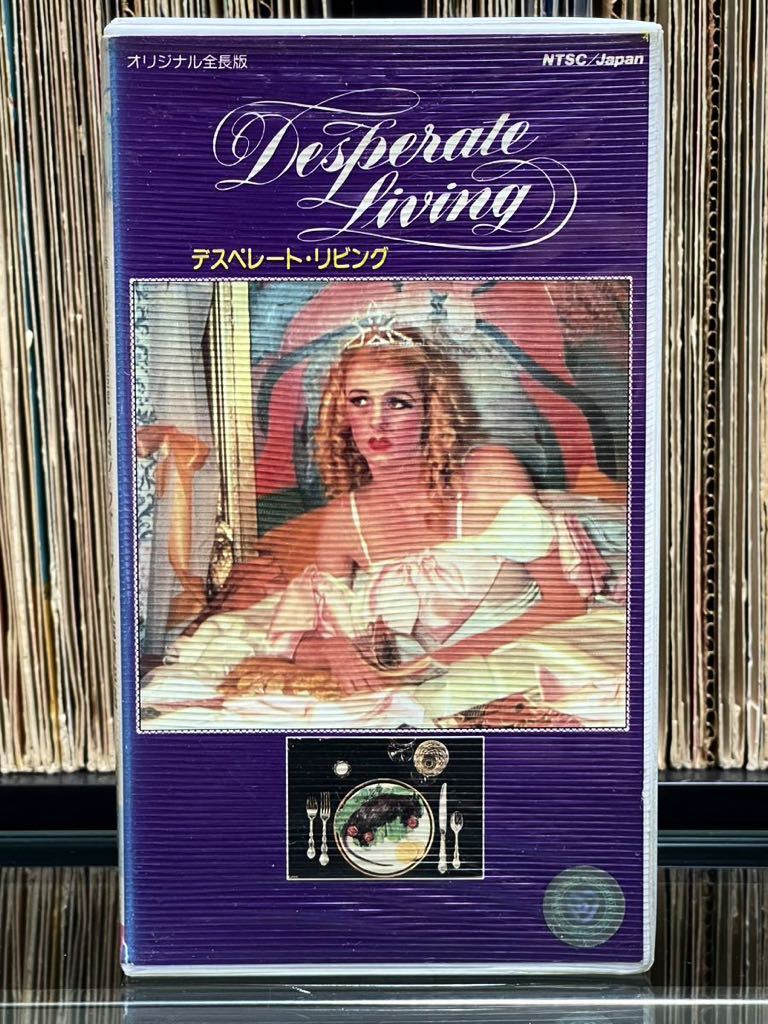 オリジナル全長版
NTSC/Japan
Desperate
Living
デスペレート・リビング